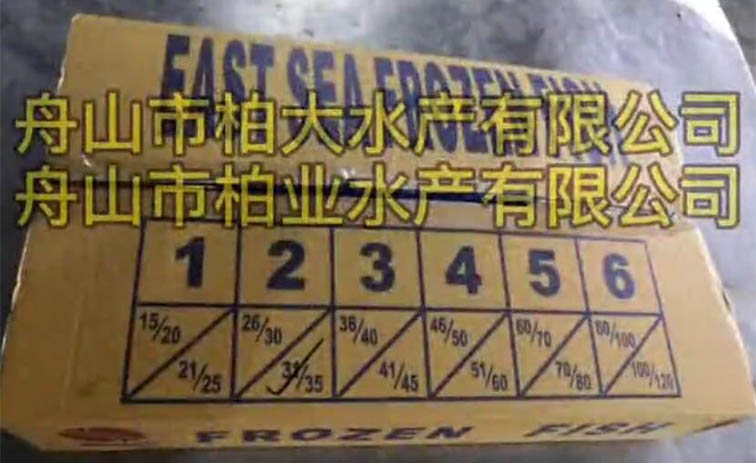 EAST SEA FROZEN FISH
舟山市柏大水产有限公司
舟山市柏业水产有限公司
1 2 3 4 5 6
15/20 26/30 36/40 46/50 60/70 80/100
21/25 31/35 41/45 51/60 70/80 100/120
FROZEN FISH